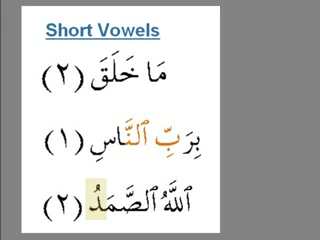 Short Vowels
مَا خَلَقَ (٢)
بِرَبِّ ٱلنَّاسِ (١)
ٱللَّهُ ٱلصَّمَدُ (٢)